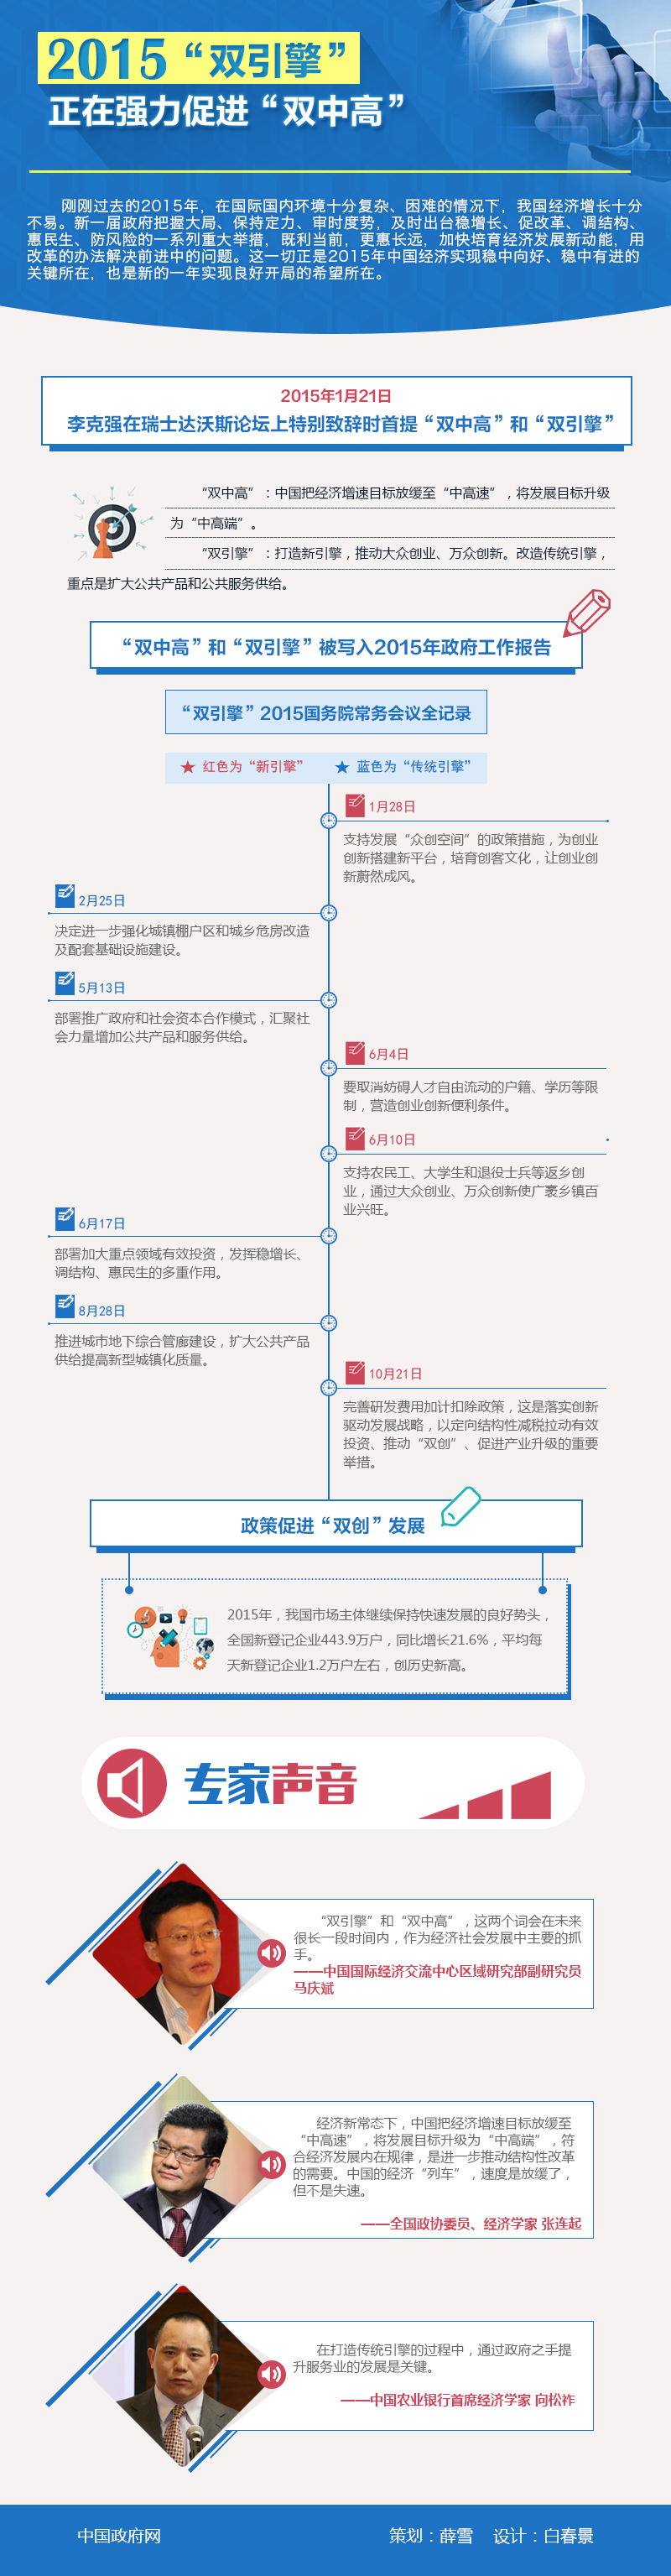 2015“双引擎”
正在强力促进“双中高”
刚刚过去的2015年，在国际国内环境十分复杂、困难的情况下，我国经济增长十分
不易。新一届政府把握大局、保持定力、审时度势，及时出台稳增长、促改革、调结构、
惠民生、防风险的一系列重大举措，既利当前，更惠长远，加快培育经济发展新动能，用
改革的办法解决前进中的问题。这一切正是2015年中国经济实现稳中向好、稳中有进的
关键所在，也是新的一年实现良好开局的希望所在。
2015年1月21日
李克强在瑞士达沃斯论坛上特别致辞时首提“双中高”和“双引擎”
“双中高”：中国把经济增速目标放缓至“中高速”，将发展目标升级
为“中高端”。
“双引擎”：打造新引擎，推动大众创业、万众创新。改造传统引擎，
重点是扩大公共产品和公共服务供给。
“双中高”和“双引擎”被写入2015年政府工作报告
“双引擎”2015国务院常务会议全记录
红色为“新引擎” 蓝色为“传统引擎”
1月28日
支持发展“众创空间”的政策措施，为创业
创新搭建新平台，培育创客文化，让创业创
新蔚然成风。
2月25日
决定进一步强化城镇棚户区和城乡危房改造
及配套基础设施建设。
5月13日
部署推广政府和社会资本合作模式，汇聚社
会力量增加公共产品和服务供给。
6月4日
要取消妨碍人才自由流动的户籍、学历等限
制，营造创业创新便利条件。
6月10日
支持农民工、大学生和退役士兵等返乡创
业，通过大众创业、万众创新使广袤乡镇百
业兴旺。
6月17日
部署加大重点领域有效投资，发挥稳增长、
调结构、惠民生的多重作用。
8月28日
推进城市地下综合管廊建设，扩大公共产品
供给提高新型城镇化质量。
10月21日
完善研发费用加计扣除政策，这是落实创新
驱动发展战略，以定向结构性减税拉动有效
投资、推动“双创”、促进产业升级的重要
举措。
政策促进“双创”发展
2015年，我国市场主体继续保持快速发展的良好势头，
全国新登记企业443.9万户，同比增长21.6%，平均每
天新登记企业1.2万户左右，创历史新高。
专家声音
“双引擎”和“双中高”，这两个词会在未来
很长一段时间内，作为经济社会发展中主要的抓
手。
——中国国际经济交流中心区域研究部副研究员
马庆斌
经济新常态下，中国把经济增速目标放缓至
“中高速”，将发展目标升级为“中高端”，符
合经济发展内在规律，是进一步推动结构性改革
的需要。中国的经济“列车”，速度是放缓了，
但不是失速。
——全国政协委员、经济学家 张连起
在打造传统引擎的过程中，通过政府之手提
升服务业的发展是关键。
——中国农业银行首席经济学家 向松祚
中国政府网
策划：薛雪 设计：白春景